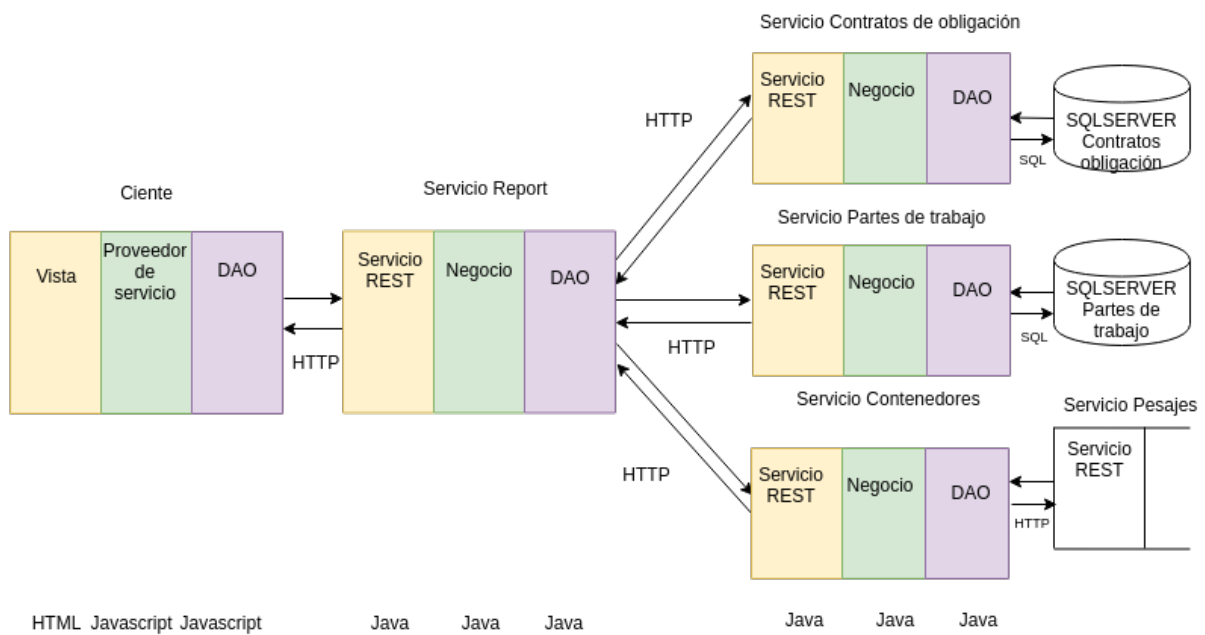 Servicio Contratos de obligación
Servicio
REST
Negocio
DAO
SQLSERVER
Contratos
obligación
SQL
HTTP
Ciente
Vista
Proveedor
de
servicio
DAO
HTTP
Servicio Report
Servicio
REST
Negocio
DAO
Servicio Partes de trabajo
Servicio
REST
Negocio
DAO
SQLSERVER
Partes de
trabajo
SQL
HTTP
Servicio Contenedores
Servicio
REST
Negocio
DAO
HTTP
HTTP
Servicio Pesajes
Servicio
REST
HTML Javascript Javascript
Java Java Java
Java Java Java